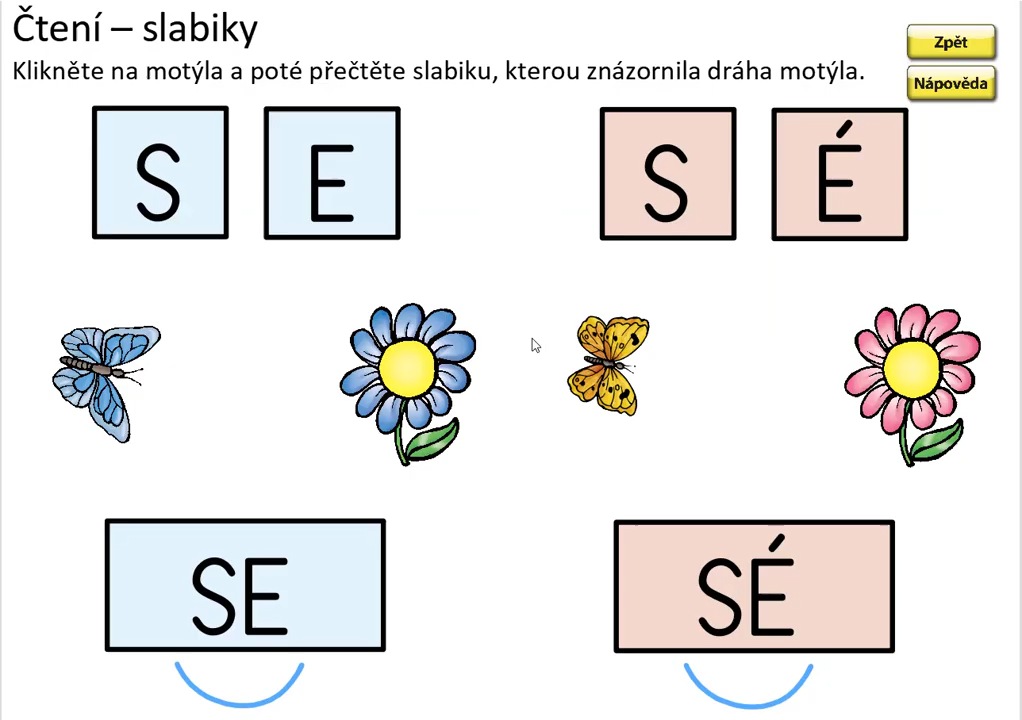 Čtení – slabiky
Zpět
Klikněte na motýla a poté přečtěte slabiku, kterou znázornila dráha motýla.
Nápověda
S E S É
SE SÉ